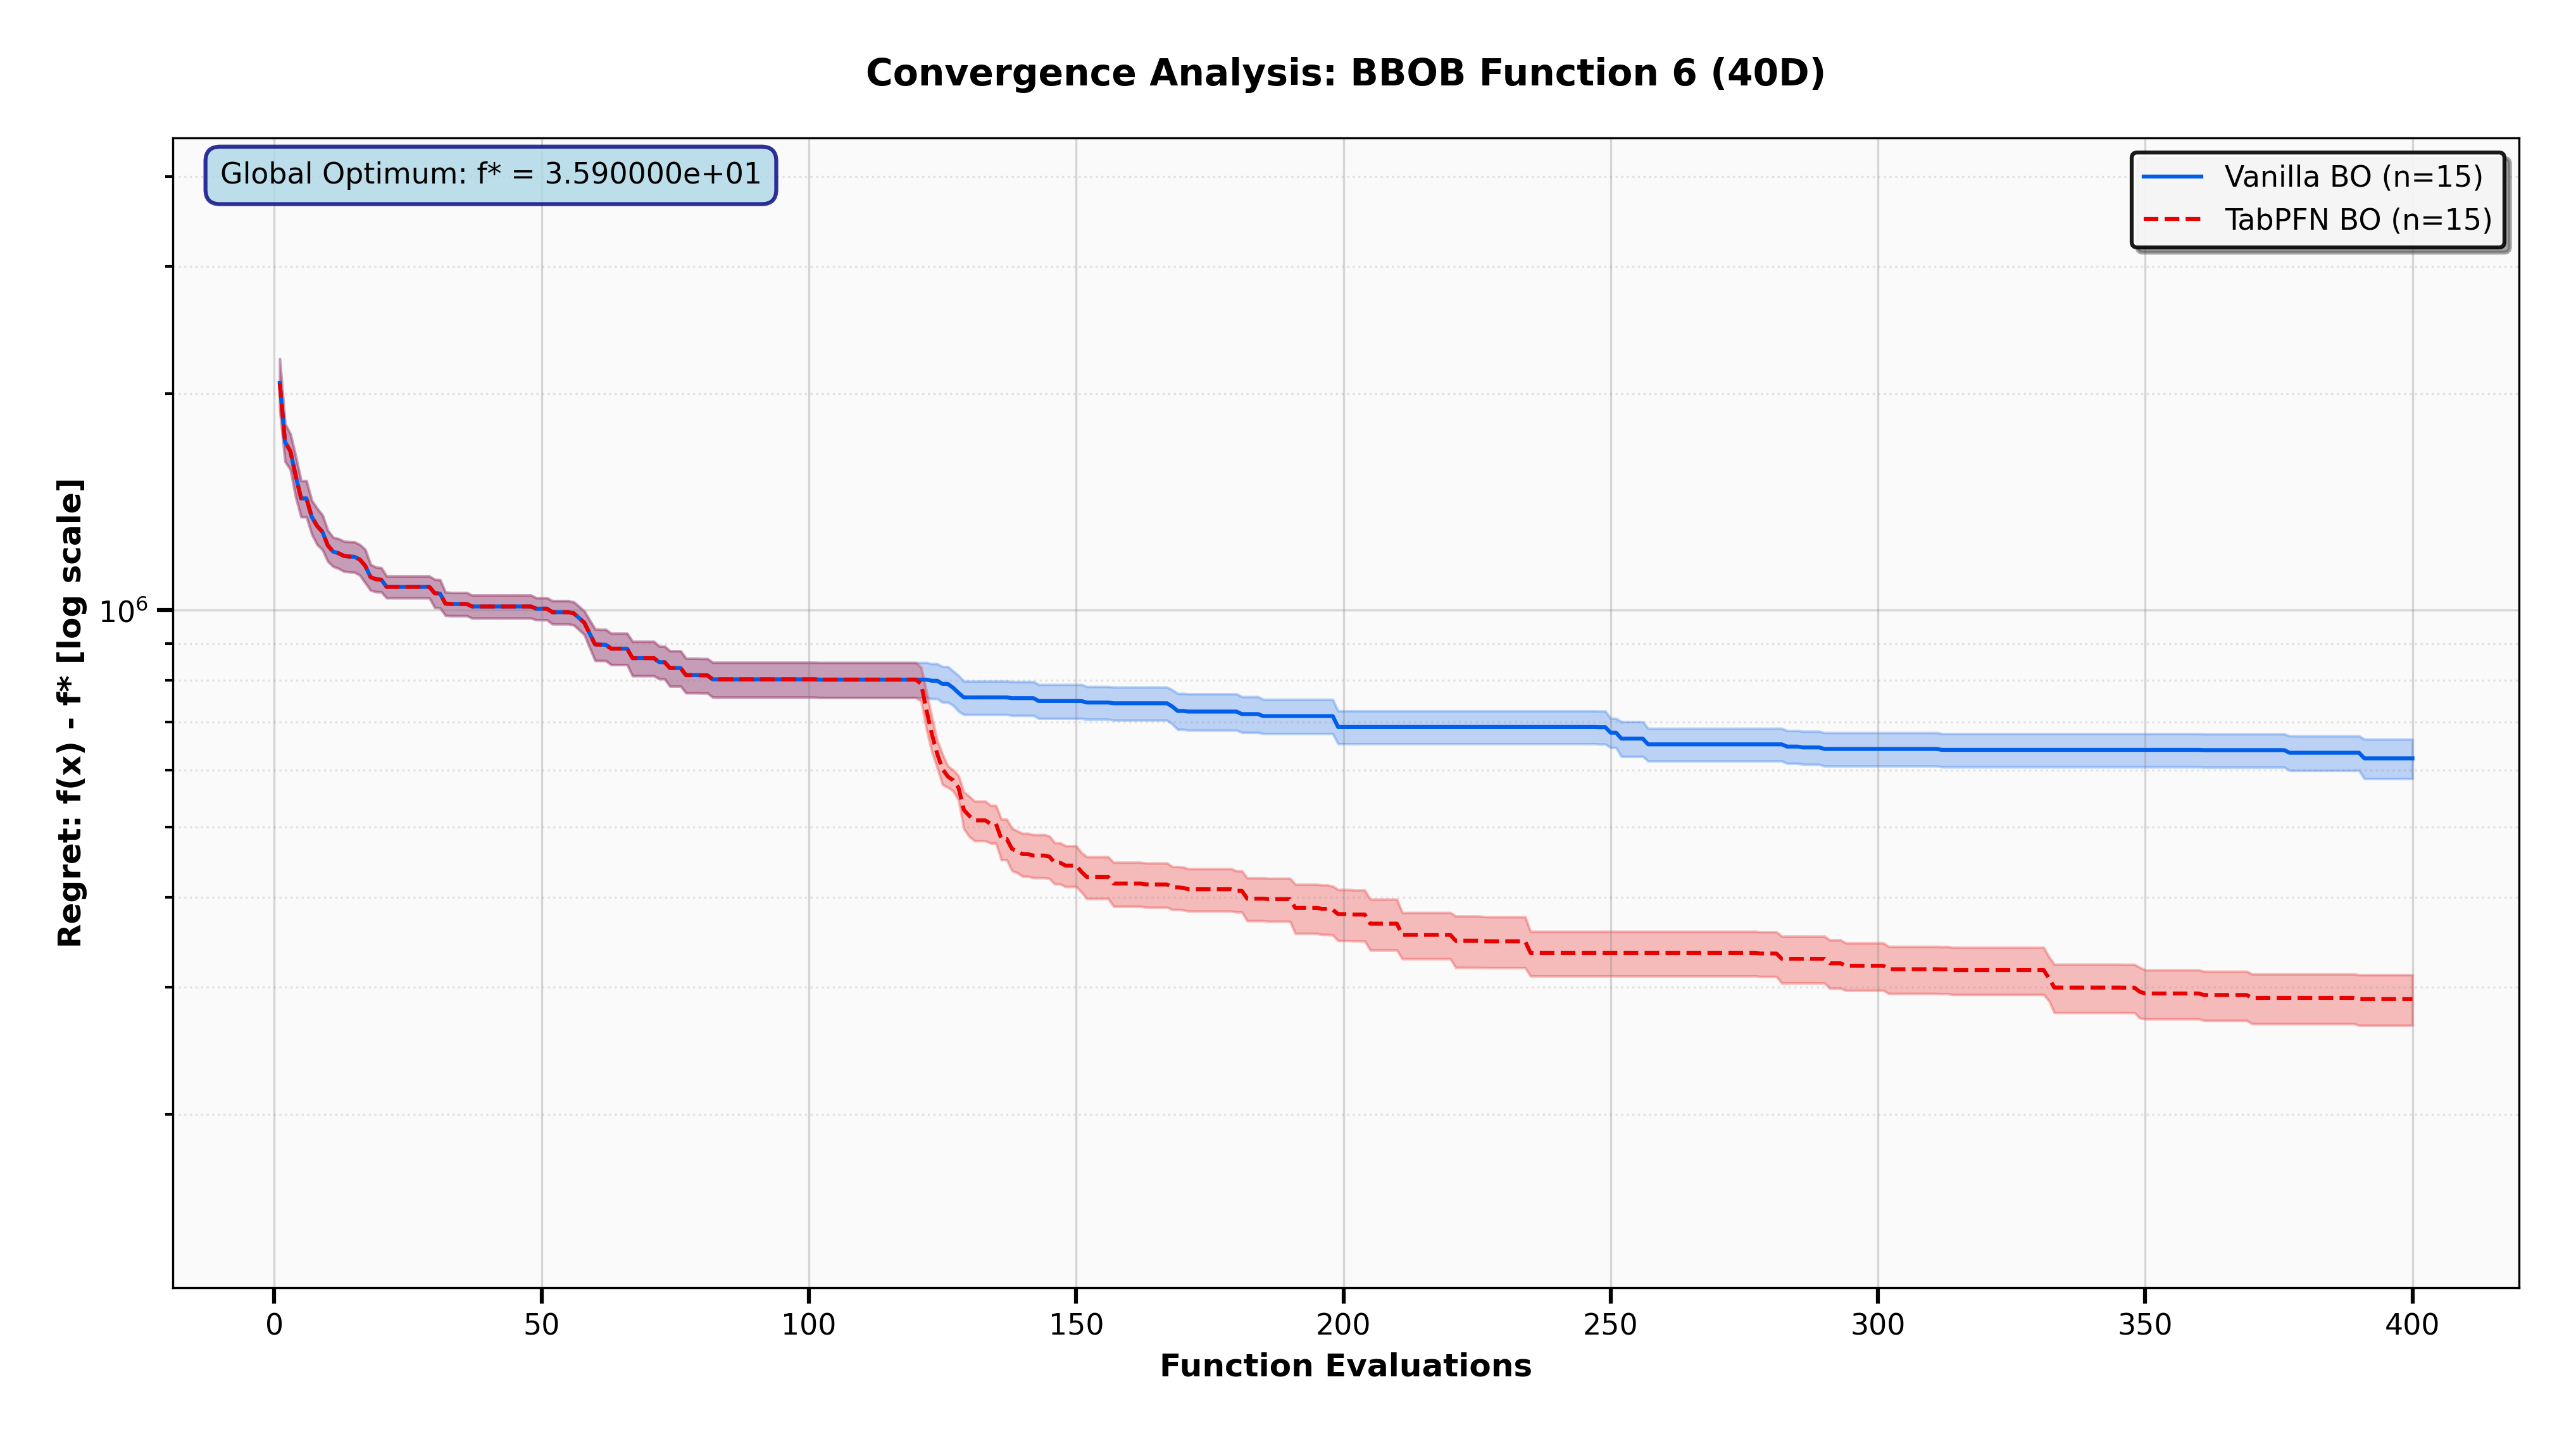 Convergence Analysis: BBOB Function 6 (40D)
Global Optimum: f* = 3.590000e+01
Vanilla BO (n=15)
TabPFN BO (n=15)
Regret: f(x) - f* [log scale]
10⁶
0 50 100 150 200 250 300 350 400
Function Evaluations